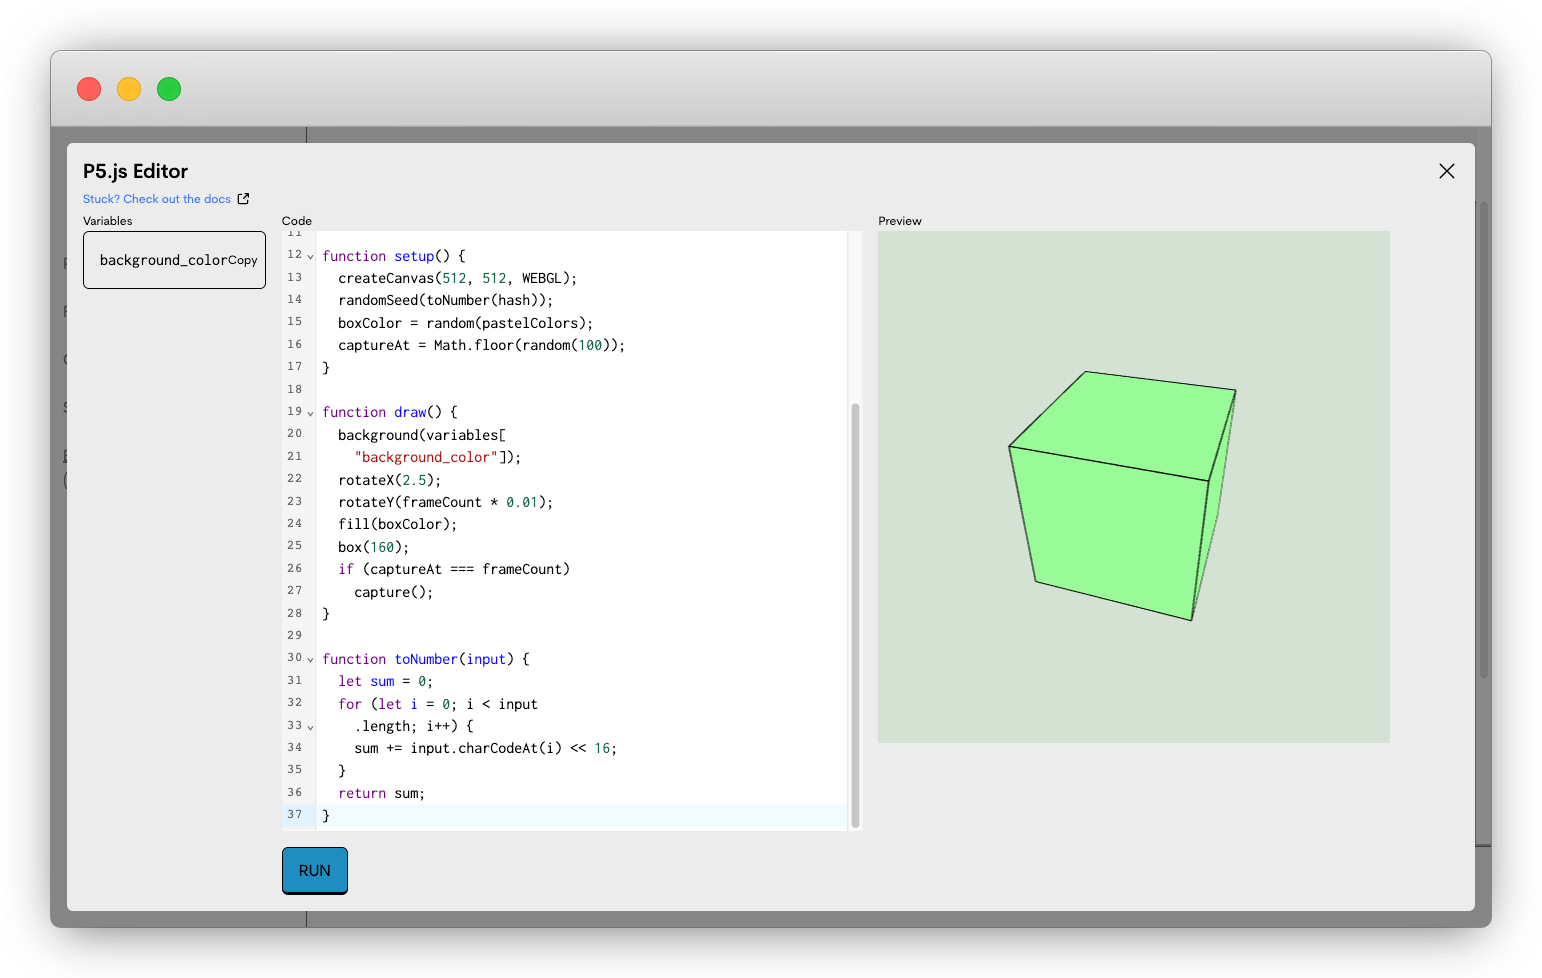 P5.js Editor
Stuck? Check out the docs
Variables
background_color Copy
Code
11
12 function setup() {
13 createCanvas(512, 512, WEBGL);
14 randomSeed(toNumber(hash));
15 boxColor = random(pastelColors);
16 captureAt = Math.floor(random(100));
17 }
18
19 function draw() {
20 background(variables[
21 "background_color"]);
22 rotateX(2.5);
23 rotateY(frameCount * 0.01);
24 fill(boxColor);
25 box(160);
26 if (captureAt === frameCount)
27 capture();
28 }
29
30 function toNumber(input) {
31 let sum = 0;
32 for (let i = 0; i < input
33 .length; i++) {
34 sum += input.charCodeAt(i) << 16;
35 }
36 return sum;
37 }
RUN
Preview